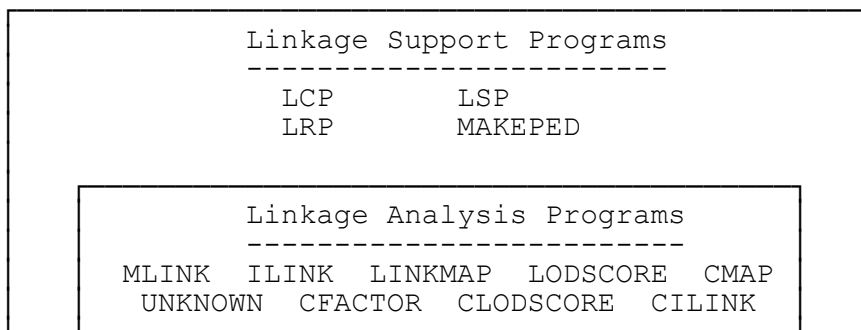 Linkage Support Programs
------------------------
LCP LSP
LRP MAKEPED
Linkage Analysis Programs
-------------------------
MLINK ILINK LINKMAP LODSCORE CMAP
UNKNOWN CFACTOR CLODSCORE CILINK